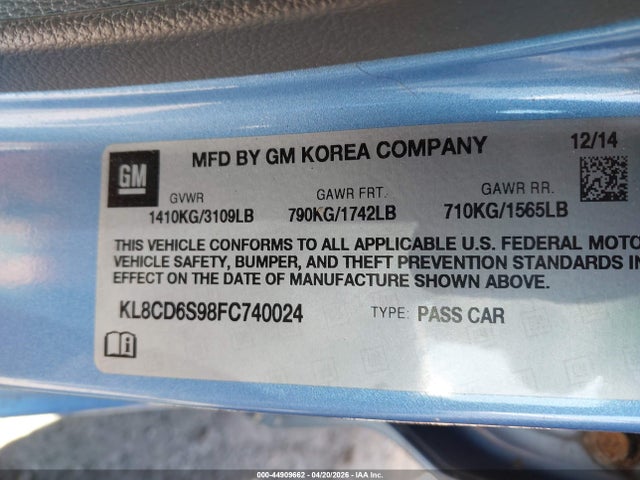 GM
MFD BY GM KOREA COMPANY
12/14
GVWR
GAWR FRT.
GAWR RR.
1410KG/3109LB
790KG/1742LB
710KG/1565LB
THIS VEHICLE CONFORMS TO ALL APPLICABLE U.S. FEDERAL MOTO
VEHICLE SAFETY, BUMPER, AND THEFT PREVENTION STANDARDS IN
EFFECT ON THE DATE OF MANUFACTURE SHOWN ABOVE.
KL8CD6S98FC740024
TYPE: PASS CAR
000-44909662 - 04/20/2026 - IAA Inc.